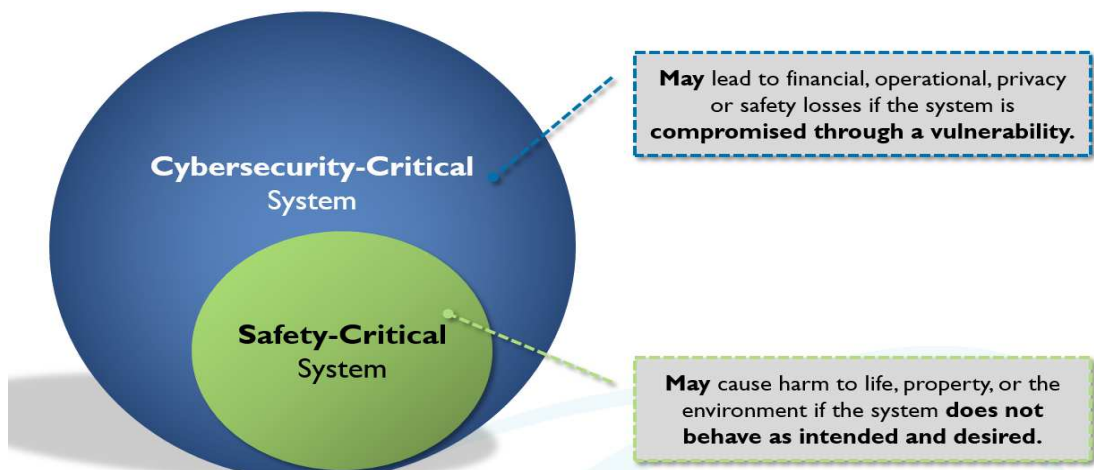 May lead to financial, operational, privacy
or safety losses if the system is
compromised through a vulnerability.
Cybersecurity-Critical
System
Safety-Critical
System
May cause harm to life, property, or the
environment if the system does not
behave as intended and desired.